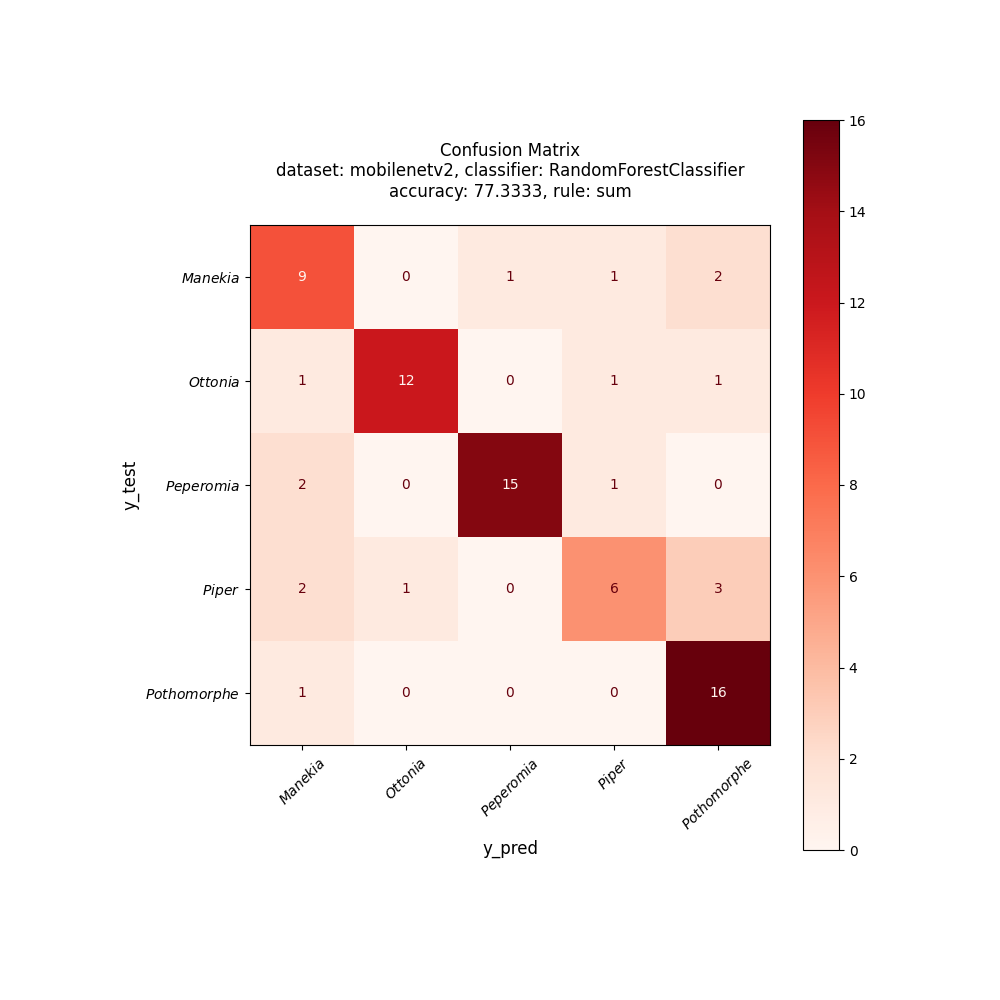 Confusion Matrix
dataset: mobilenetv2, classifier: RandomForestClassifier
accuracy: 77.3333, rule: sum
y_test
Manekia 9 0 1 1 2
Ottonia 1 12 0 1 1
Peperomia 2 0 15 1 0
Piper 2 1 0 6 3
Pothomorphe 1 0 0 0 16
Manekia Ottonia Peperomia Piper Pothomorphe
y_pred
16
14
12
10
8
6
4
2
0